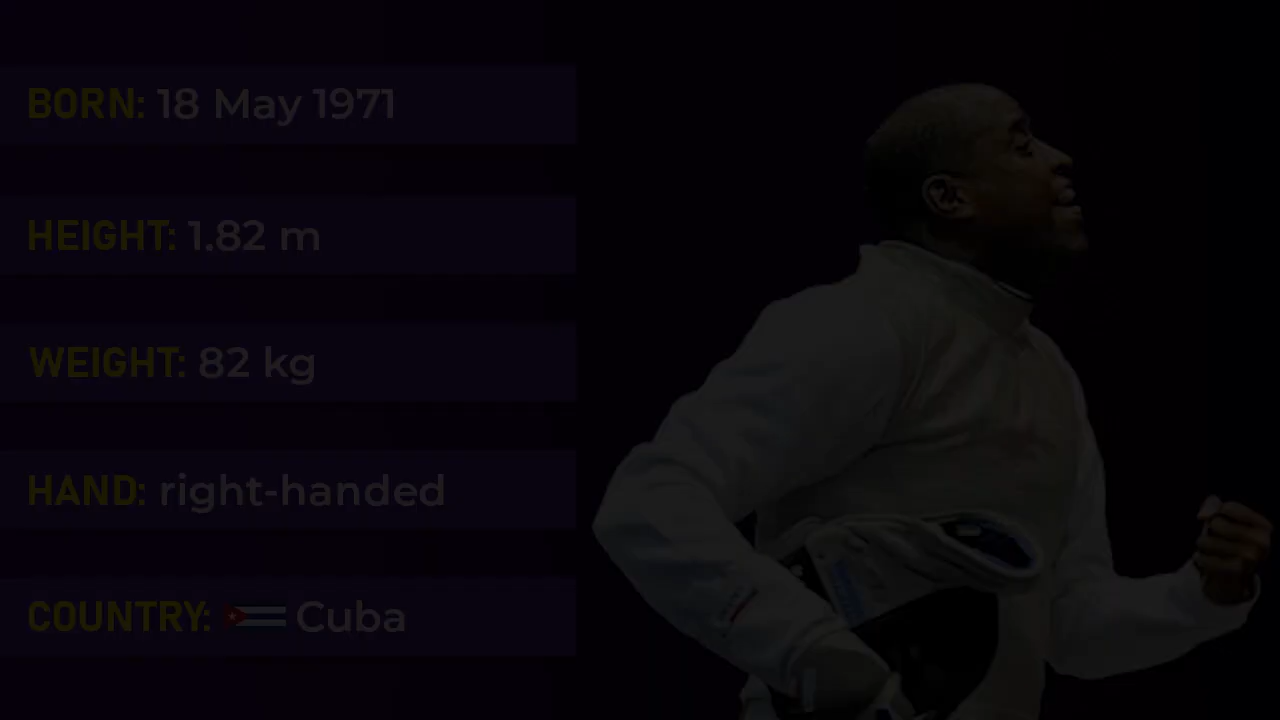 BORN: 18 May 1971
HEIGHT: 1.82 m
WEIGHT: 82 kg
HAND: right-handed
COUNTRY: Cuba